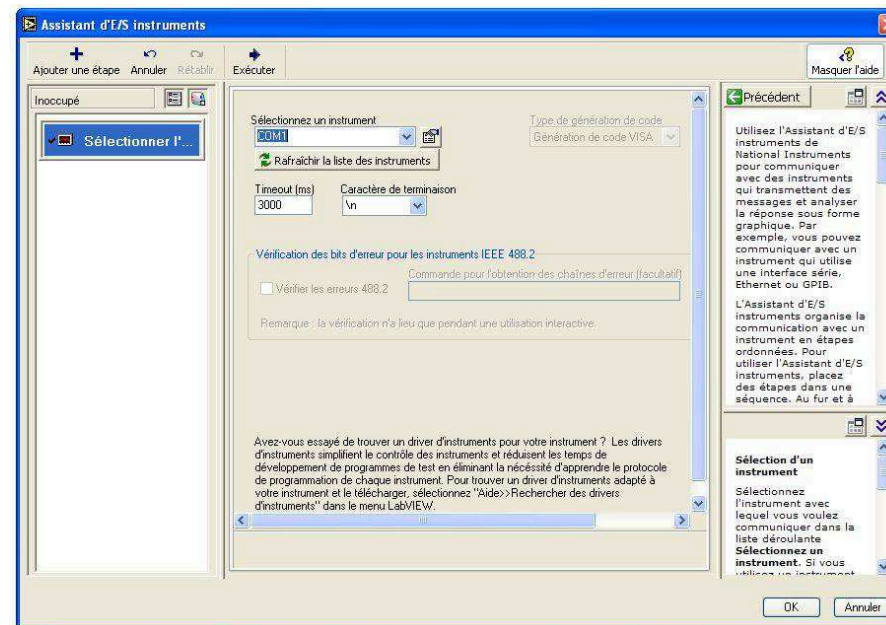 Assistant d'E/S instruments
Ajouter une étape Annuler Rétablir Exécuter Masquer l'aide
Inoccupé
Sélectionner l'...
Sélectionnez un instrument
COM1
Rafraîchir la liste des instruments
Type de génération de code
Génération de code VISA
Timeout (ms) Caractère de terminaison
3000 \n
Vérification des bits d'erreur pour les instruments IEEE 488.2
Commande pour l'obtention des chaînes d'erreur (facultatif)
Vérifier les erreurs 488.2
Remarque : la vérification n'a lieu que pendant une utilisation interactive.
Avez-vous essayé de trouver un driver d'instruments pour votre instrument ? Les drivers
d'instruments simplifient le contrôle des instruments et réduisent les temps de
développement de programmes de test en éliminant la nécéssité d'apprendre le protocole
de programmation de chaque instrument. Pour trouver un driver d'instruments adapté à
votre instrument et le télécharger, sélectionnez "Aide>>Rechercher des drivers
d'instruments" dans le menu LabVIEW.
Précédent
Utilisez l'Assistant d'E/S
instruments de
National Instruments
pour communiquer
avec des instruments
qui transmettent des
messages et analyser
la réponse sous forme
graphique. Par
exemple, vous pouvez
communiquer avec un
instrument qui utilise
une interface série,
Ethernet ou GPIB.
L'Assistant d'E/S
instruments organise la
communication avec un
instrument en étapes
ordonnées. Pour
utiliser l'Assistant d'E/S
instruments, placez
des étapes dans une
séquence. Au fur et à
Sélection d'un
instrument
Sélectionnez
l'instrument avec
lequel vous voulez
communiquer dans la
liste déroulante
Sélectionnez un
instrument. Si vous
utilisez un instrument
OK Annuler